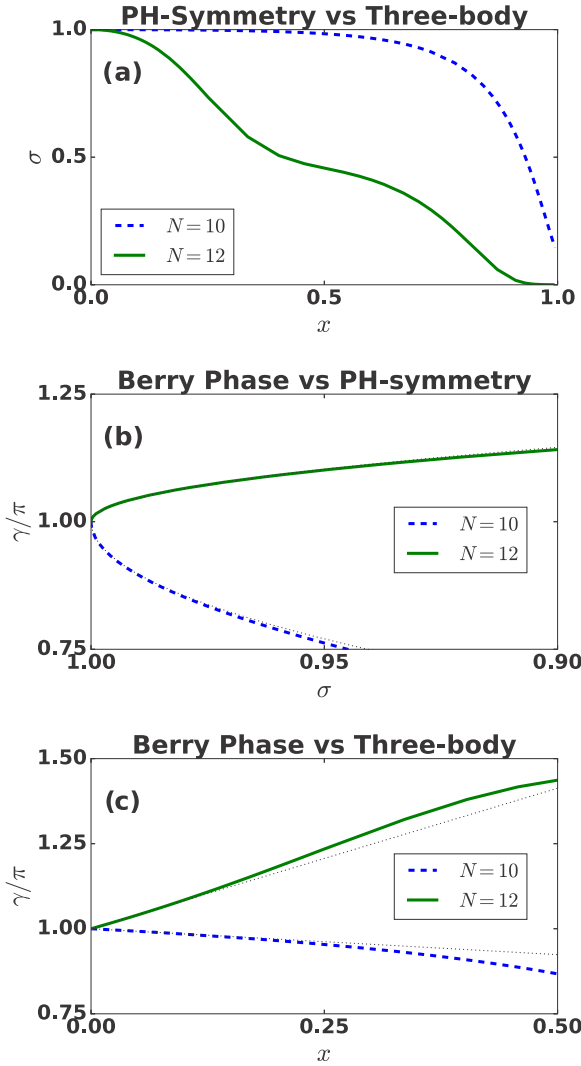 PH-Symmetry vs Three-body
1.0
(a)
σ
0.5
N = 10
N = 12
0.0
0.0 0.5 1.0
x
Berry Phase vs PH-symmetry
1.25
(b)
γ/π
1.00
N = 10
N = 12
0.75
1.00 0.95 0.90
σ
Berry Phase vs Three-body
1.50
(c)
γ/π
1.25
N = 10
N = 12
1.00
0.75
0.00 0.25 0.50
x